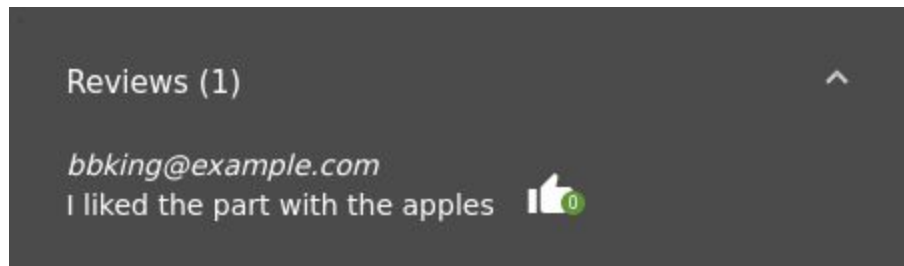 Reviews (1)
bbking@example.com
I liked the part with the apples 0